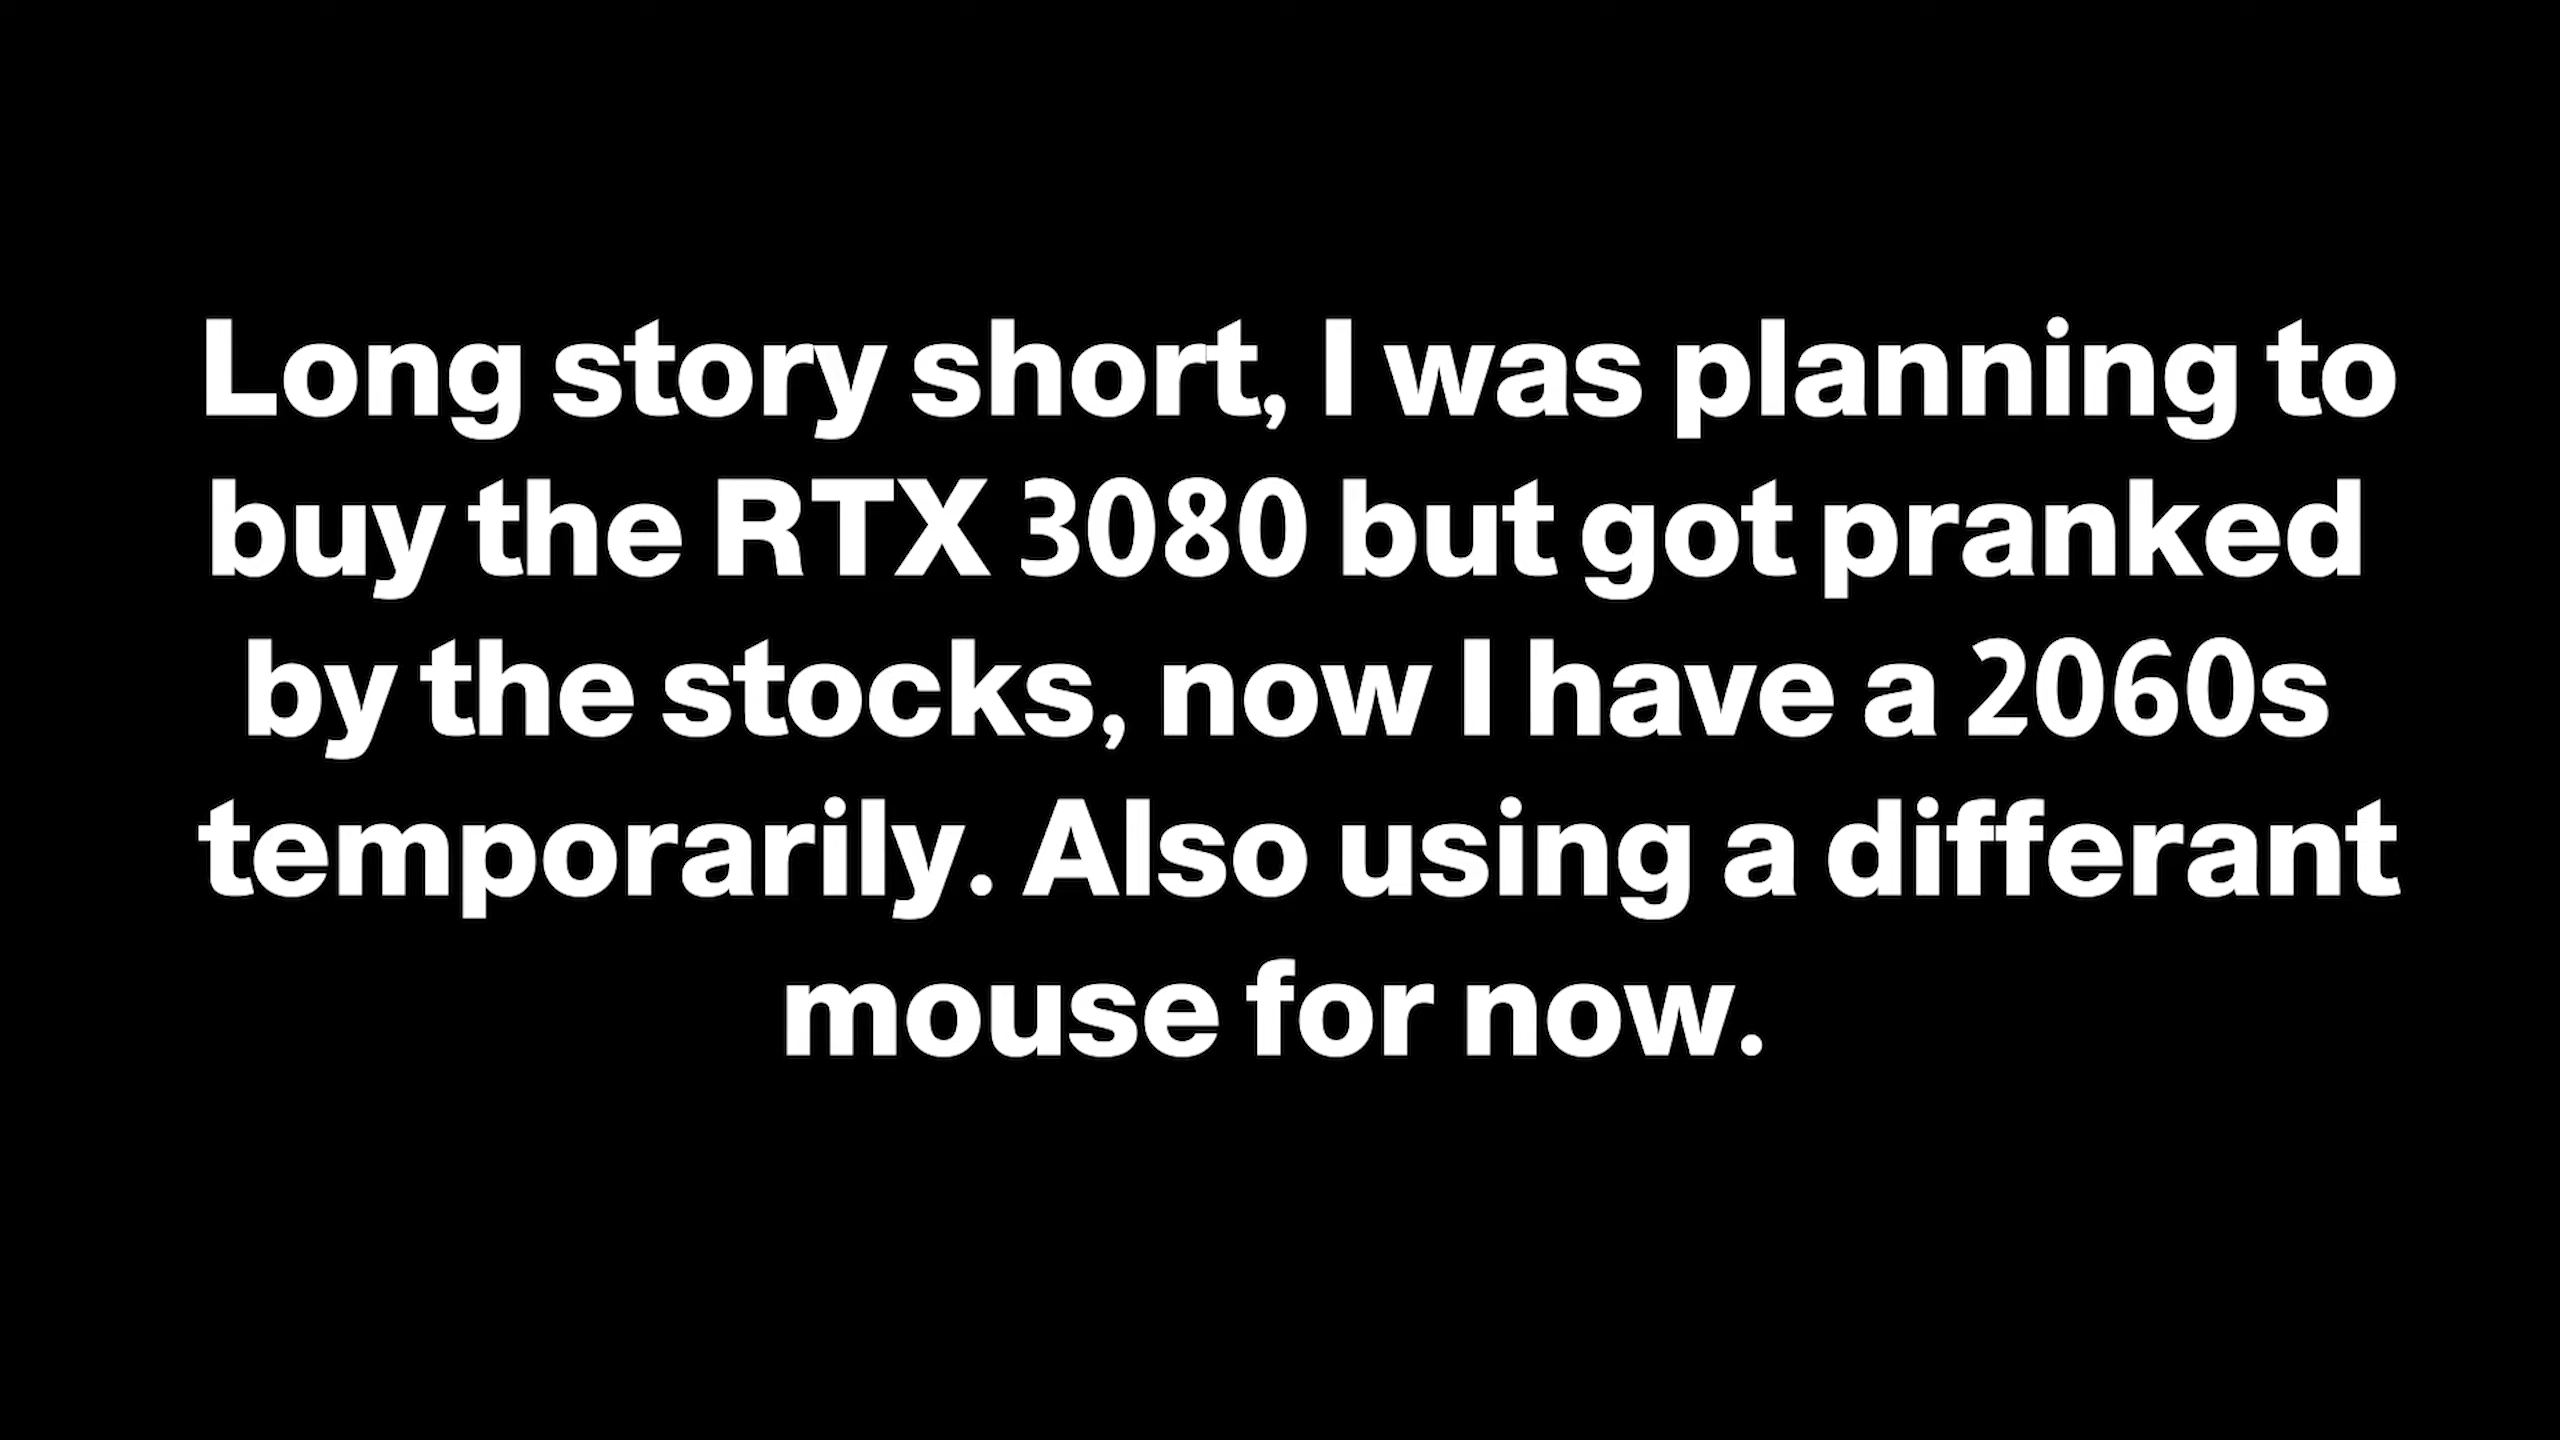 Long story short, I was planning to
buy the RTX 3080 but got pranked
by the stocks, now I have a 2060s
temporarily. Also using a differant
mouse for now.